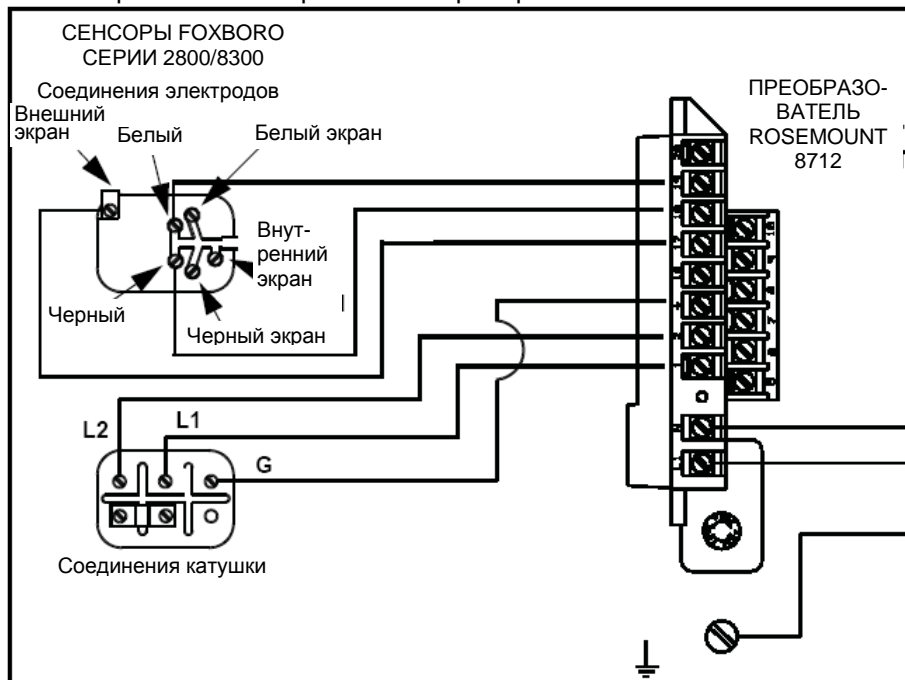 СЕНСОРЫ FOXBORO
СЕРИИ 2800/8300
Соединения электродов
Внешний
экран
Белый
Белый экран
Внут-
ренний
экран
Черный
Черный экран
ПРЕОБРАЗО-
ВАТЕЛЬ
ROSEMOUNT
8712
L2
L1
G
Соединения катушки